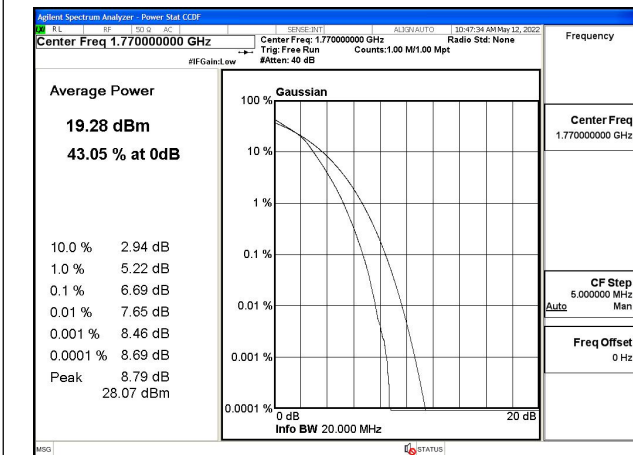 Agilent Spectrum Analyzer - Power Stat CCDF
RL RF 50 Ω AC SENSE:INT ALIGN AUTO 10:47:34 AM May 12, 2022
Center Freq 1.770000000 GHz
Center Freq: 1.770000000 GHz Radio Std: None
Trig: Free Run Counts:1.00 M/1.00 Mpt
#IFGain:Low #Atten: 40 dB
Frequency
Average Power
19.28 dBm
43.05 % at 0dB
10.0 % 2.94 dB
1.0 % 5.22 dB
0.1 % 6.69 dB
0.01 % 7.65 dB
0.001 % 8.46 dB
0.0001 % 8.69 dB
Peak 8.79 dB
28.07 dBm
Gaussian
100 %
10 %
1 %
0.1 %
0.01 %
0.001 %
0.0001 %
0 dB 20 dB
Info BW 20.000 MHz
Center Freq
1.770000000 GHz
CF Step
5.000000 MHz
Auto Man
Freq Offset
0 Hz
MSG STATUS